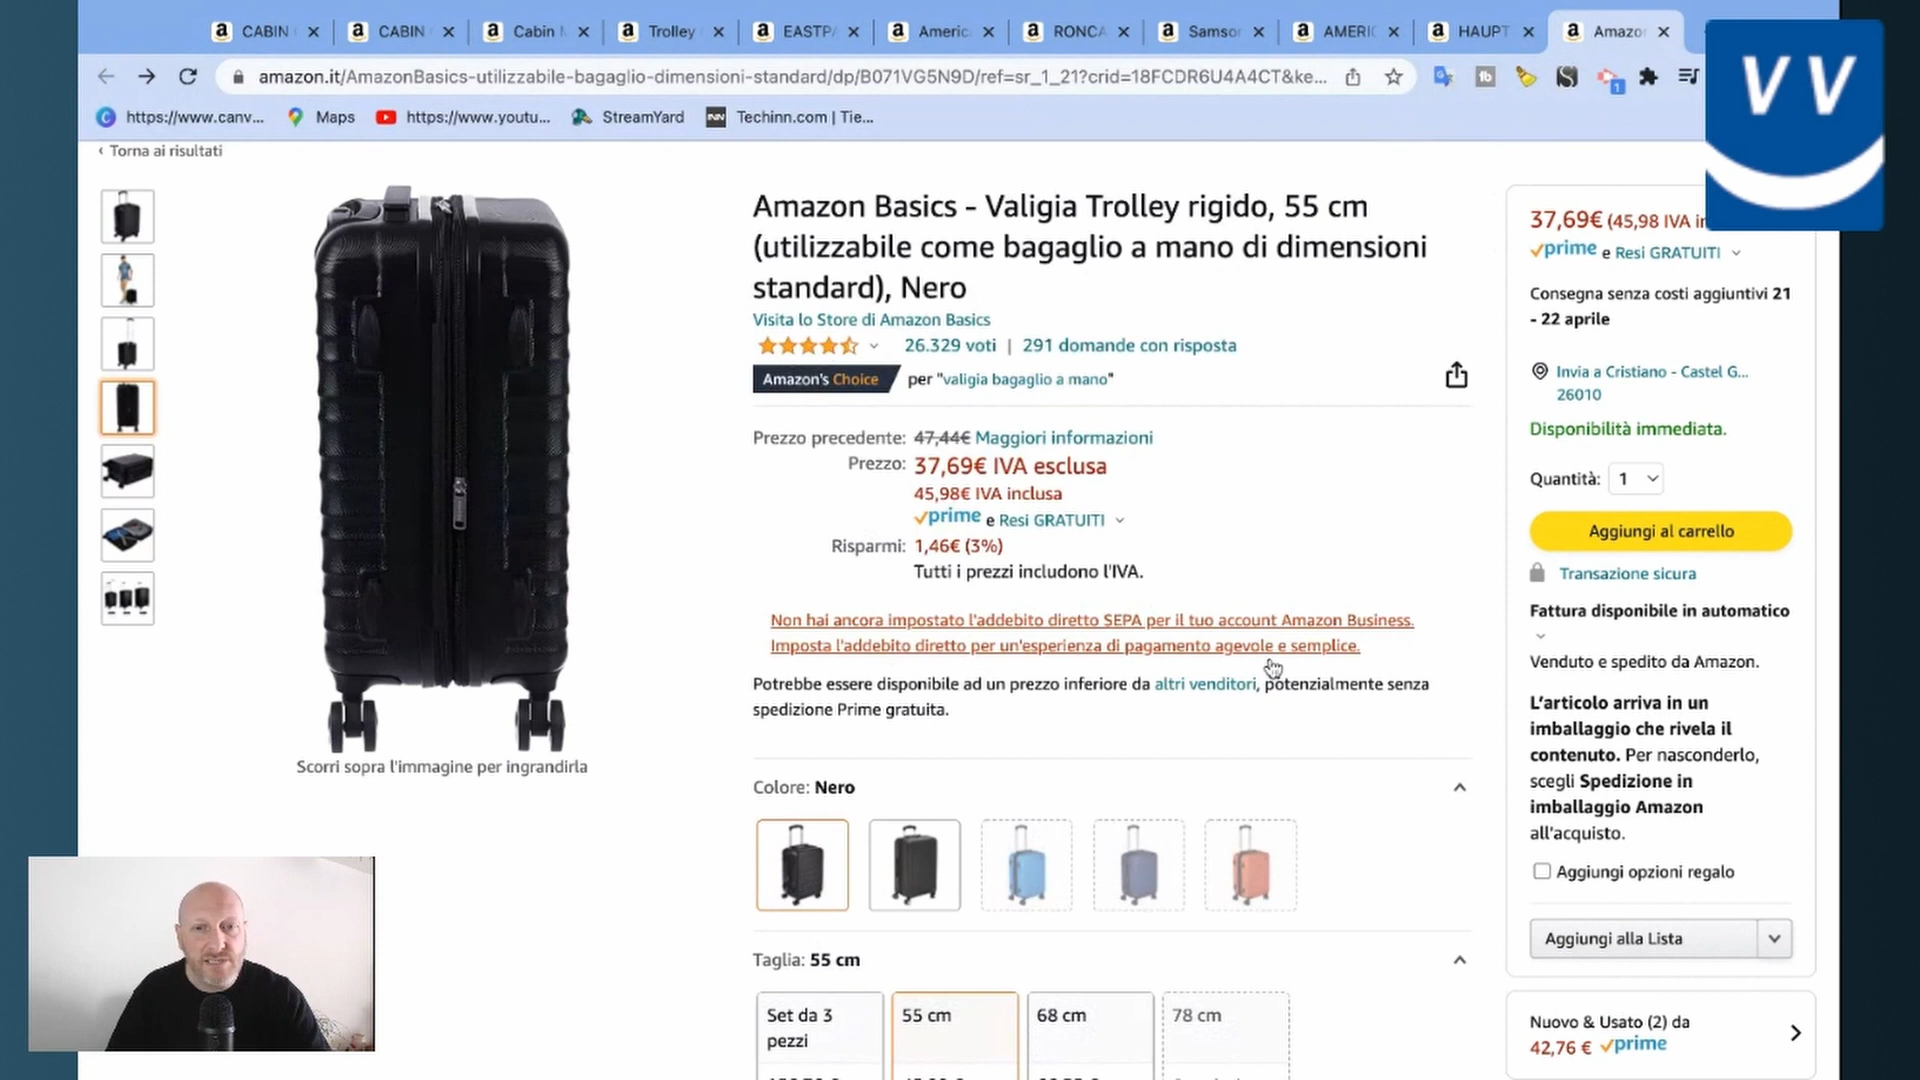 CABIN
CABIN
Cabin
Trolley
EASTP
Americ
RONCA
Samso
AMERIC
HAUPT
Amazo
amazon.it/AmazonBasics-utilizzabile-bagaglio-dimensioni-standard/dp/B071VG5N9D/ref=sr_1_21?crid=18FCDR6U4A4CT&ke...
https://www.canv...
Maps
https://www.youtu...
StreamYard
INN
Techinn.com | Tie...
VV
‹ Torna ai risultati
Scorri sopra l'immagine per ingrandirla
Amazon Basics - Valigia Trolley rigido, 55 cm
(utilizzabile come bagaglio a mano di dimensioni
standard), Nero
Visita lo Store di Amazon Basics
26.329 voti | 291 domande con risposta
Amazon's Choice per "valigia bagaglio a mano"
Prezzo precedente: 47,44€ Maggiori informazioni
Prezzo: 37,69€ IVA esclusa
45,98€ IVA inclusa
prime e Resi GRATUITI
Risparmi: 1,46€ (3%)
Tutti i prezzi includono l'IVA.
Non hai ancora impostato l'addebito diretto SEPA per il tuo account Amazon Business.
Imposta l'addebito diretto per un'esperienza di pagamento agevole e semplice.
Potrebbe essere disponibile ad un prezzo inferiore da altri venditori, potenzialmente senza
spedizione Prime gratuita.
Colore: Nero
Taglia: 55 cm
Set da 3
pezzi
55 cm
68 cm
78 cm
37,69€ (45,98 IVA in
prime e Resi GRATUITI
Consegna senza costi aggiuntivi 21
- 22 aprile
Invia a Cristiano - Castel G...
26010
Disponibilità immediata.
Quantità: 1
Aggiungi al carrello
Transazione sicura
Fattura disponibile in automatico
Venduto e spedito da Amazon.
L’articolo arriva in un
imballaggio che rivela il
contenuto. Per nasconderlo,
scegli Spedizione in
imballaggio Amazon
all'acquisto.
Aggiungi opzioni regalo
Aggiungi alla Lista
Nuovo & Usato (2) da
42,76 € prime